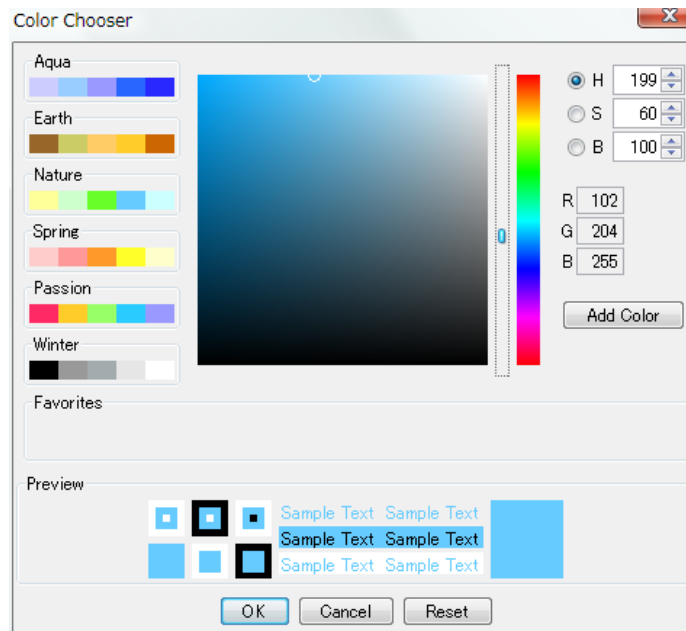 Color Chooser
Aqua
Earth
Nature
Spring
Passion
Winter
H 199
S 60
B 100
R 102
G 204
B 255
Add Color
Favorites
Preview
Sample Text Sample Text
Sample Text Sample Text
Sample Text Sample Text
OK Cancel Reset